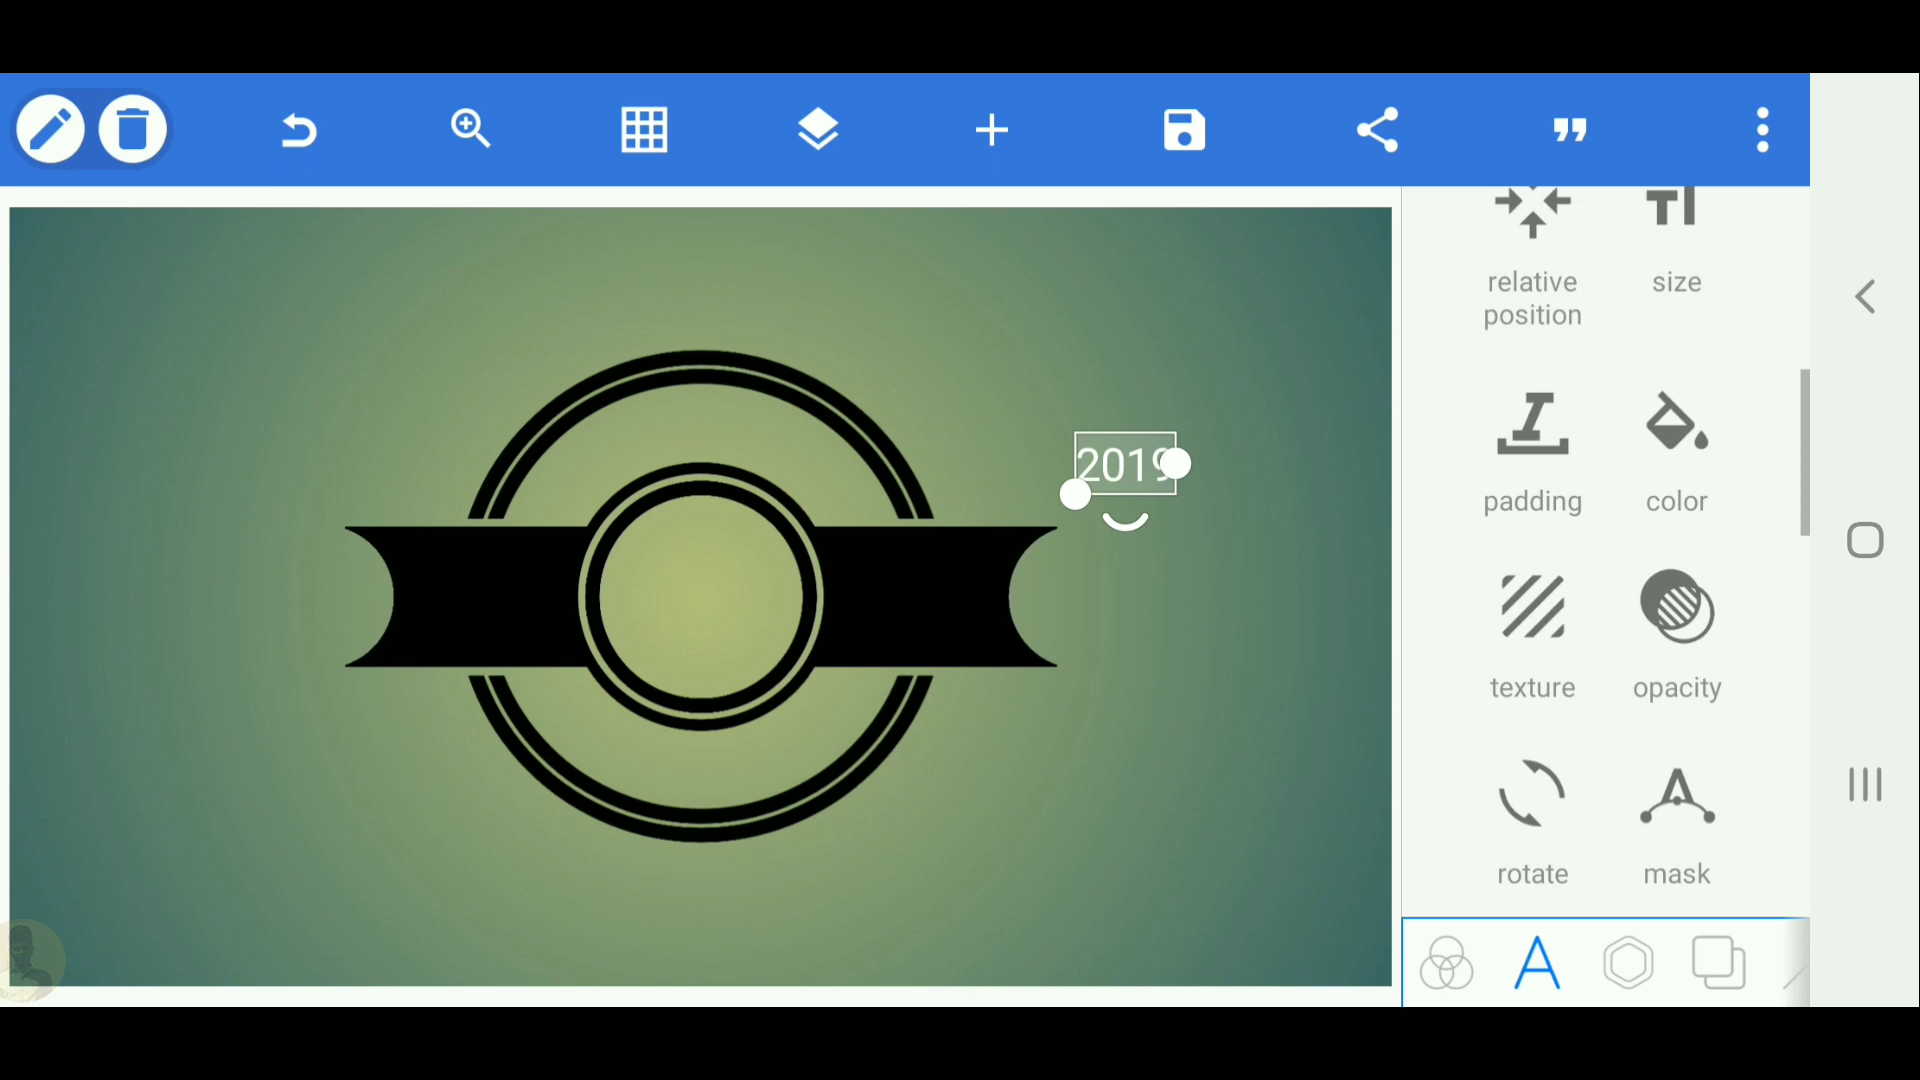 2019
relative
position
size
padding
color
texture
opacity
rotate
mask